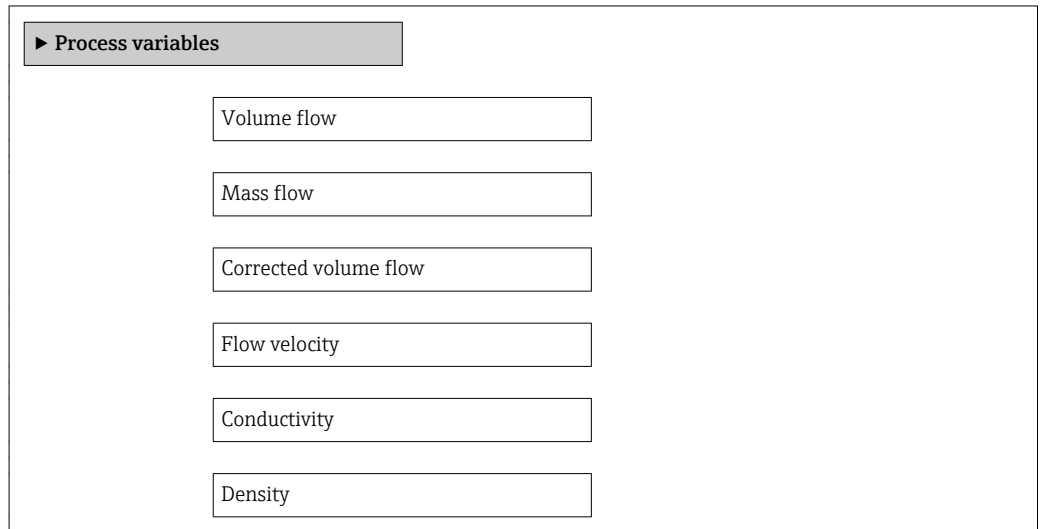 ▶ Process variables
Volume flow
Mass flow
Corrected volume flow
Flow velocity
Conductivity
Density